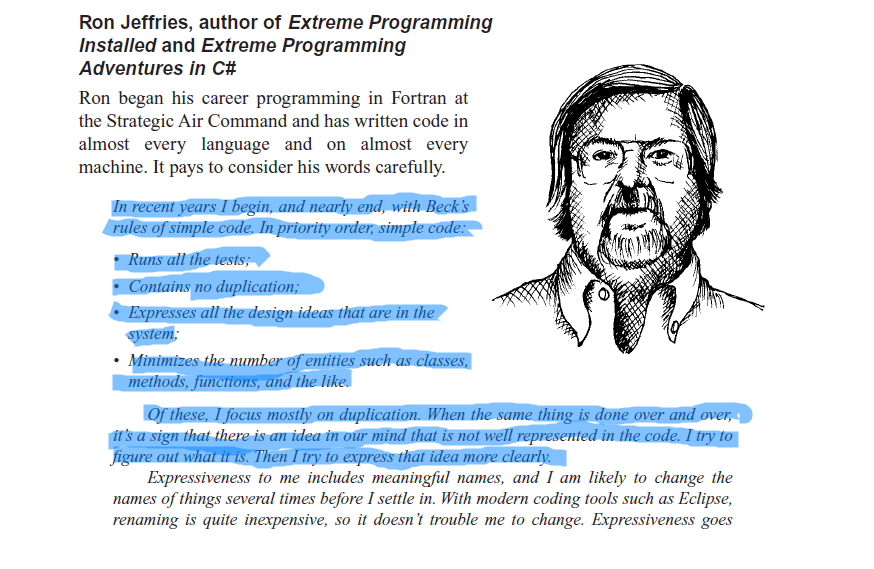 Ron Jeffries, author of Extreme Programming
Installed and Extreme Programming
Adventures in C#
Ron began his career programming in Fortran at
the Strategic Air Command and has written code in
almost every language and on almost every
machine. It pays to consider his words carefully.
In recent years I begin, and nearly end, with Beck’s
rules of simple code. In priority order, simple code:
• Runs all the tests;
• Contains no duplication;
• Expresses all the design ideas that are in the
system;
• Minimizes the number of entities such as classes,
methods, functions, and the like.
Of these, I focus mostly on duplication. When the same thing is done over and over,
it’s a sign that there is an idea in our mind that is not well represented in the code. I try to
figure out what it is. Then I try to express that idea more clearly.
Expressiveness to me includes meaningful names, and I am likely to change the
names of things several times before I settle in. With modern coding tools such as Eclipse,
renaming is quite inexpensive, so it doesn’t trouble me to change. Expressiveness goes